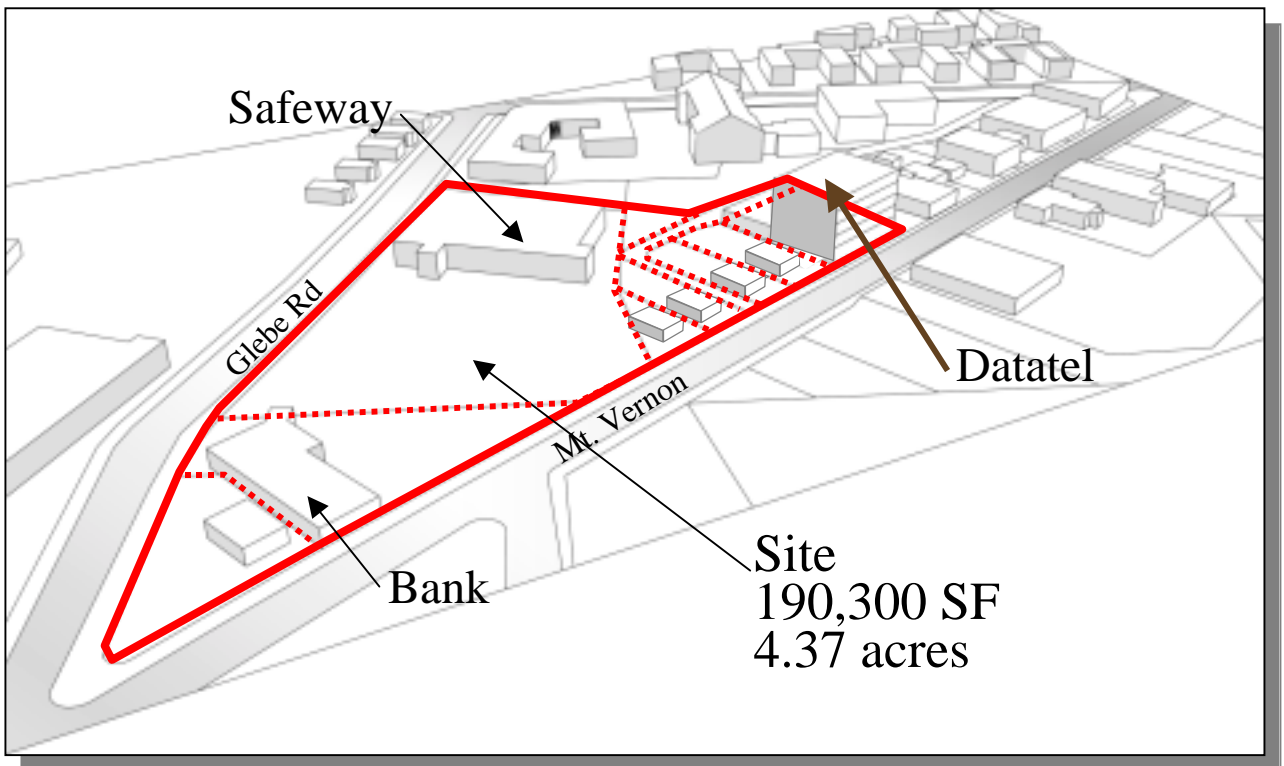 Safeway
Glebe Rd
Datatel
Mt. Vernon
Bank
Site
190,300 SF
4.37 acres